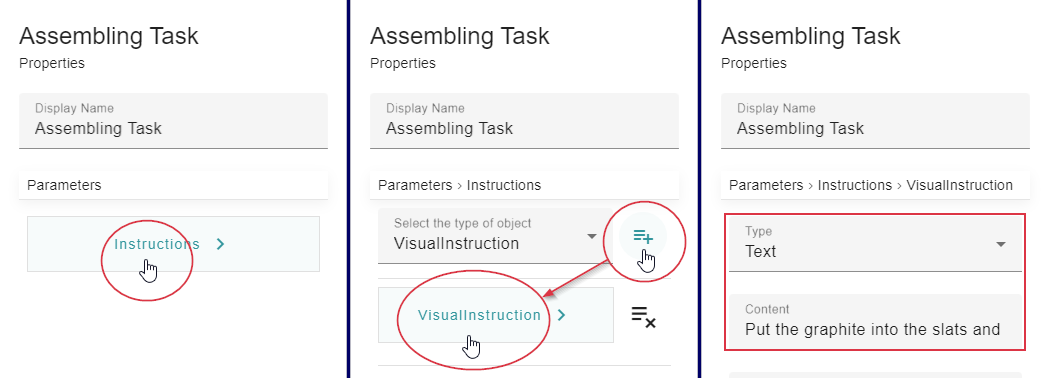 Assembling Task
Properties
Display Name
Assembling Task
Parameters
Instructions
Assembling Task
Properties
Display Name
Assembling Task
Parameters › Instructions
Select the type of object
VisualInstruction
VisualInstruction
Assembling Task
Properties
Display Name
Assembling Task
Parameters › Instructions › VisualInstruction
Type
Text
Content
Put the graphite into the slats and